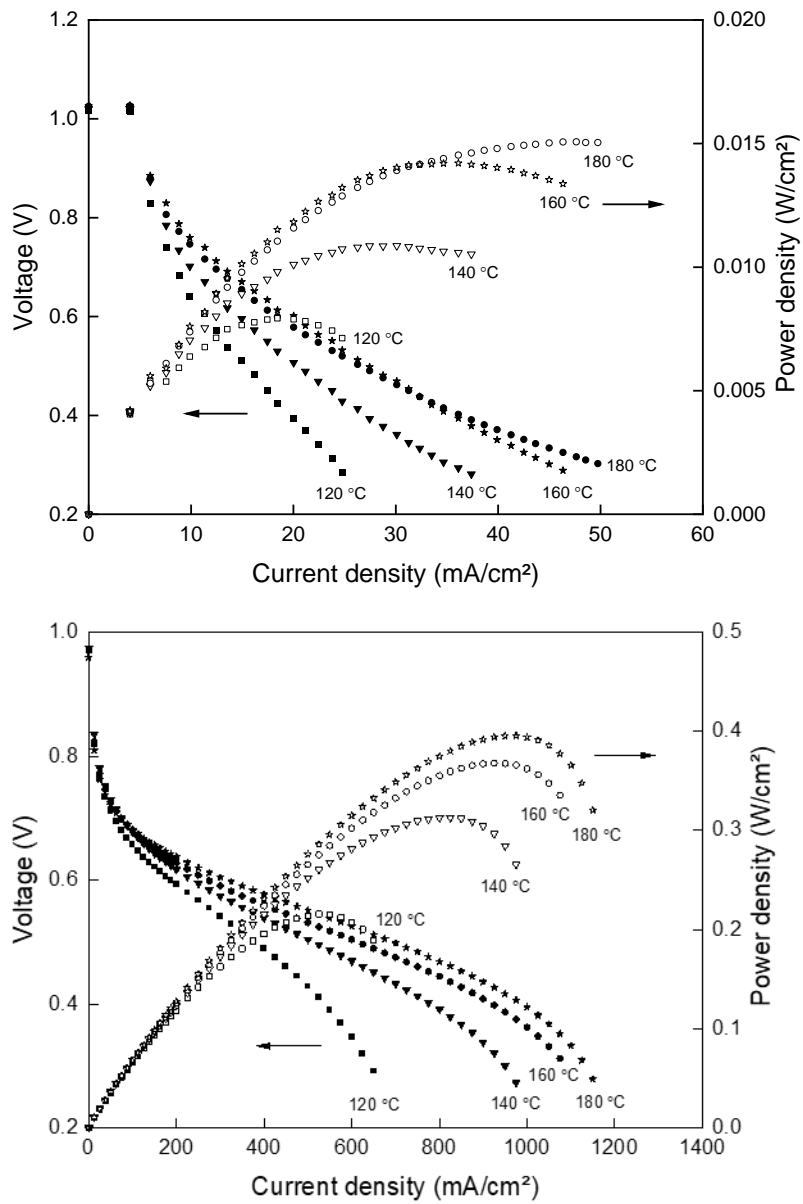 1.2
0.020
1.0
0.015
180 °C
160 °C
0.8
140 °C
0.010
Voltage (V)
Power density (W/cm²)
0.6
120 °C
0.005
0.4
180 °C
120 °C
140 °C
160 °C
0.2
0.000
0 10 20 30 40 50 60
Current density (mA/cm²)
1.0
0.5
0.8
0.4
160 °C
180 °C
0.3
140 °C
Voltage (V)
Power density (W/cm²)
0.6
120 °C
0.2
0.4
0.1
160 °C
120 °C
140 °C
180 °C
0.2
0.0
0 200 400 600 800 1000 1200 1400
Current density (mA/cm²)